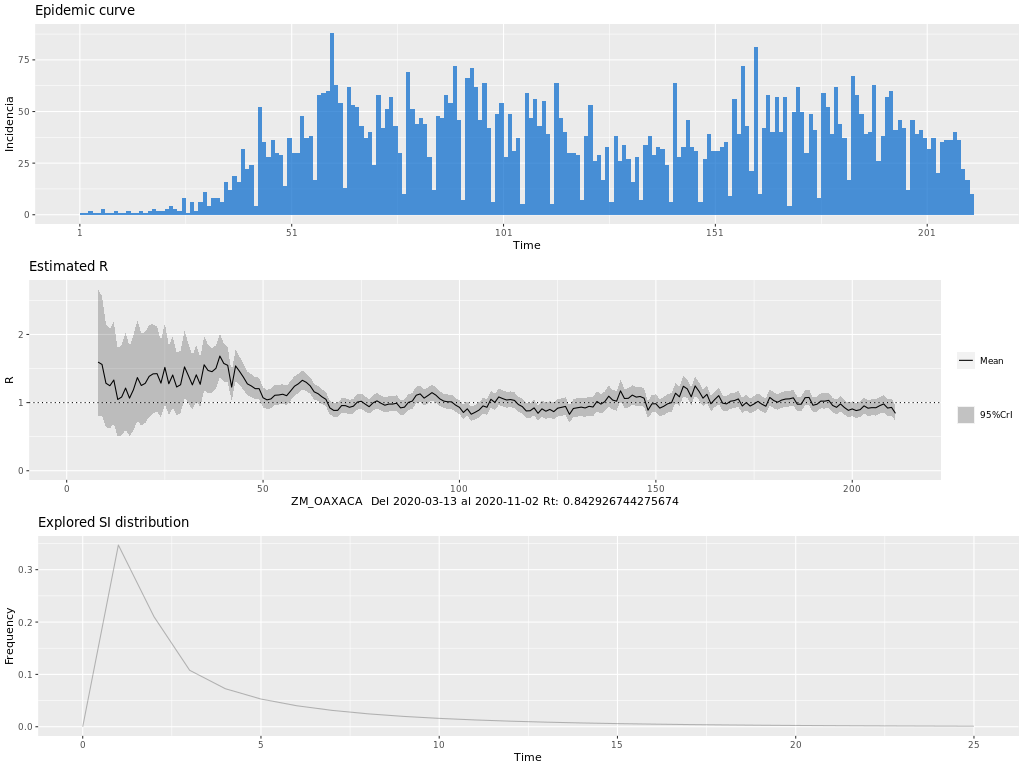 Epidemic curve
75
50
25
0
Incidencia
1 51 101 151 201
Time
Estimated R
2
1
0
R
Mean
95%CrI
0 50 100 150 200
ZM_OAXACA Del 2020-03-13 al 2020-11-02 Rt: 0.842926744275674
Explored SI distribution
0.3
0.2
0.1
0.0
Frequency
0 5 10 15 20 25
Time